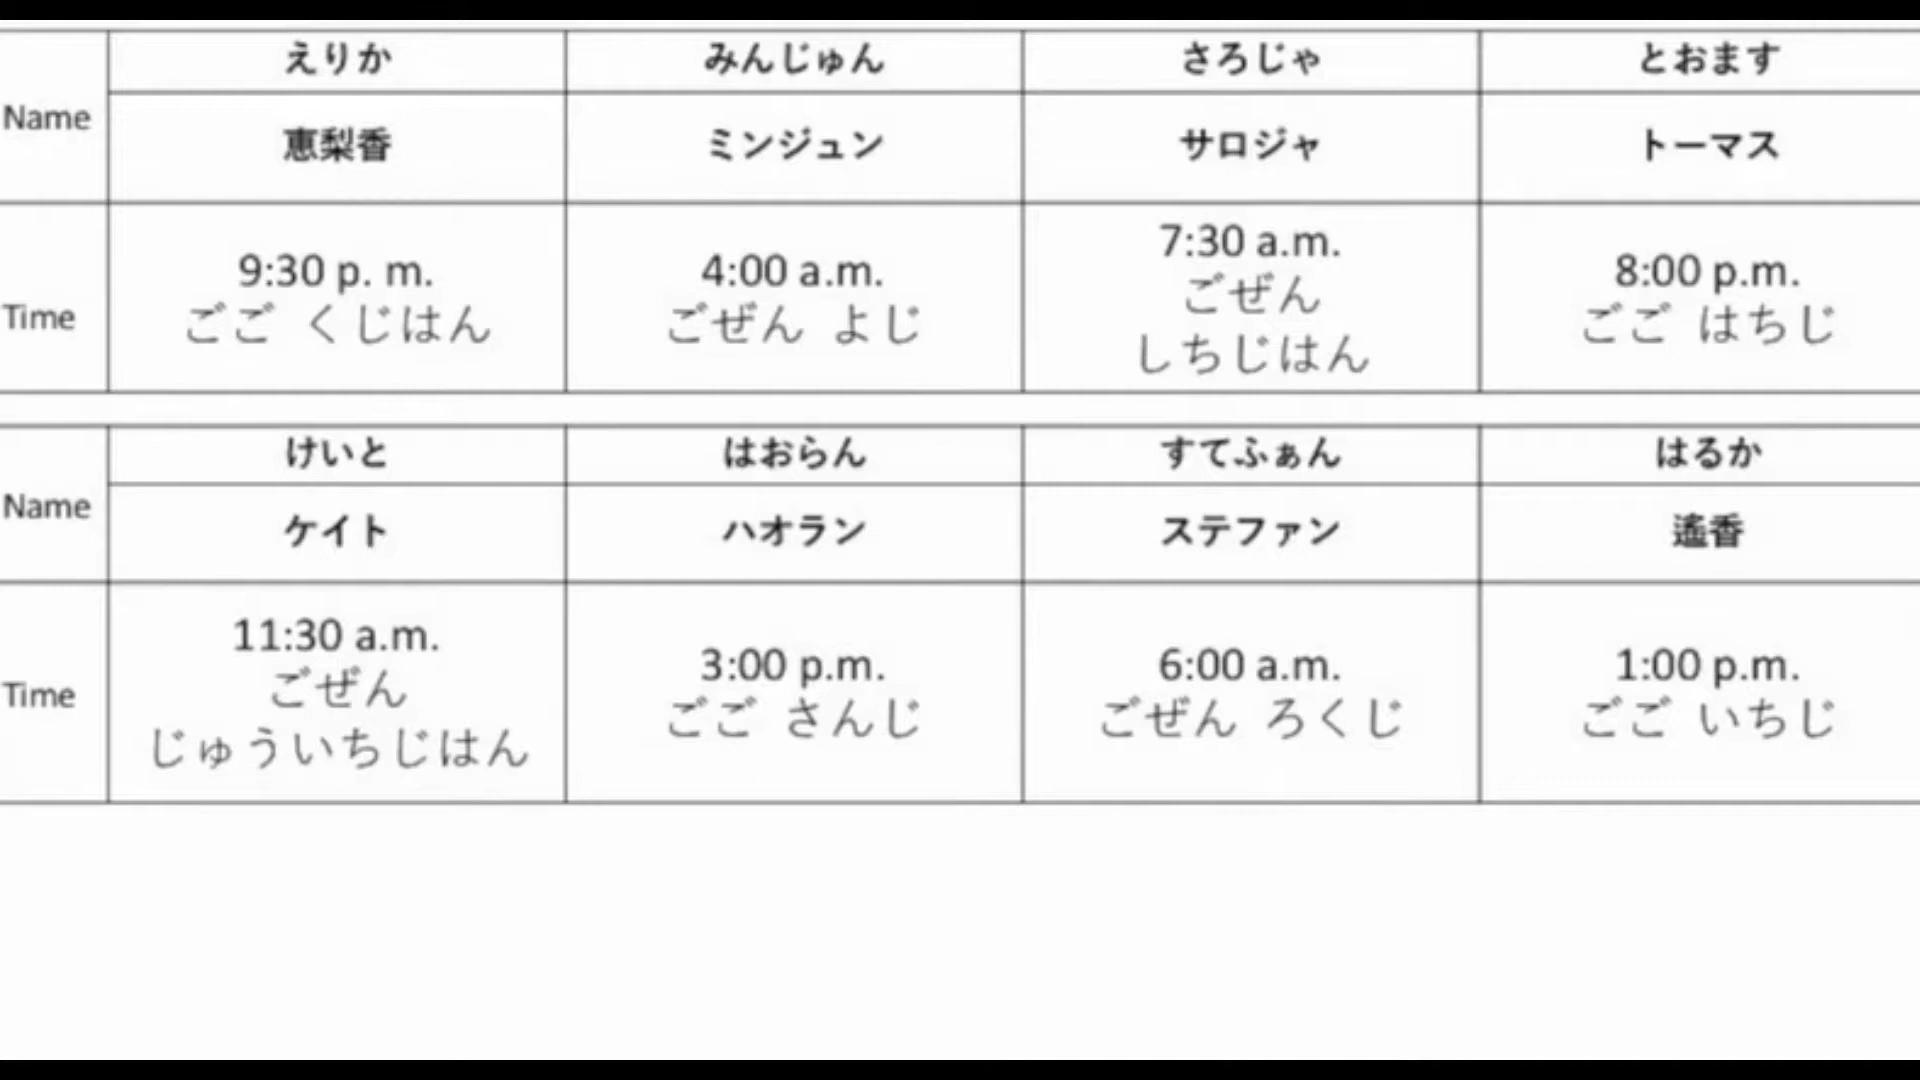 Name
えりか
みんじゅん
さろじゃ
とおます
恵梨香
ミンジュン
サロジャ
トーマス
Time
9:30 p. m.
ごご くじはん
4:00 a.m.
ごぜん よじ
7:30 a.m.
ごぜん
しちじはん
8:00 p.m.
ごご はちじ
Name
けいと
はおらん
すてふぁん
はるか
ケイト
ハオラン
ステファン
遙香
Time
11:30 a.m.
ごぜん
じゅういちじはん
3:00 p.m.
ごご さんじ
6:00 a.m.
ごぜん ろくじ
1:00 p.m.
ごご いちじ